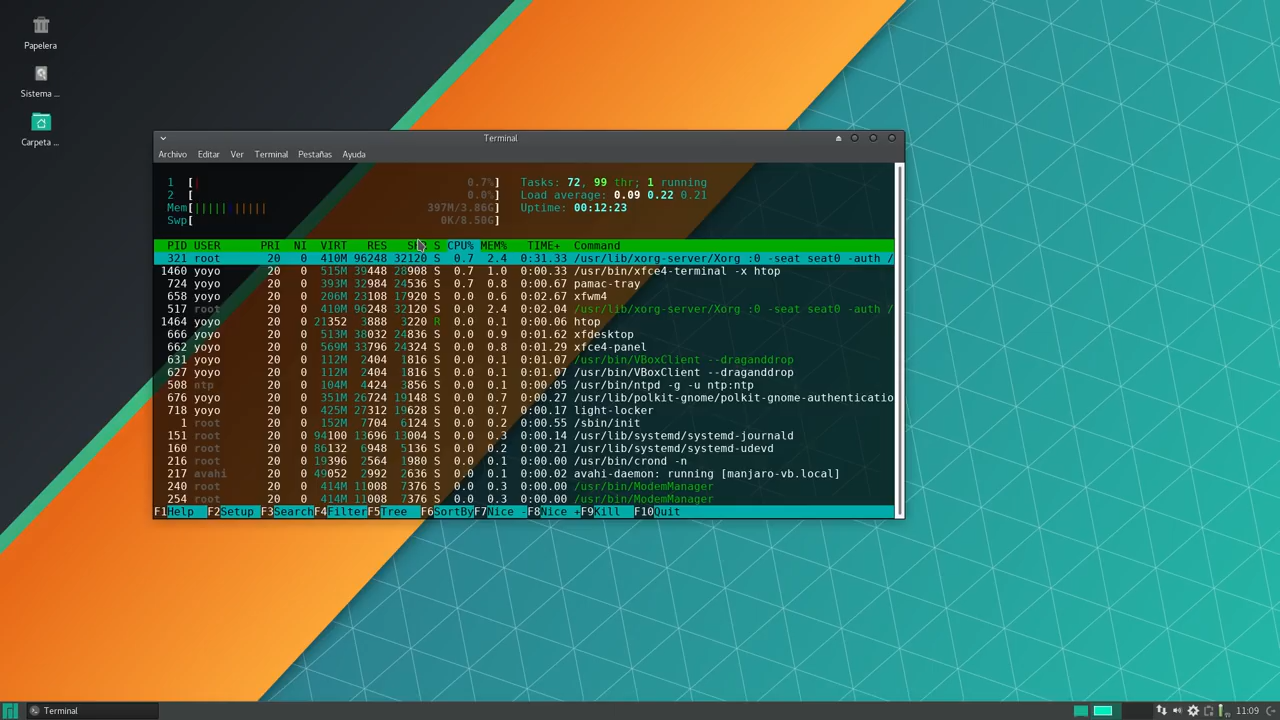 Papelera
Sistema ...
Carpeta ...
Terminal
Archivo Editar Ver Terminal Pestañas Ayuda
1 [| 0.7%] Tasks: 72, 99 thr; 1 running
2 [ 0.0%] Load average: 0.09 0.22 0.21
Mem[||||||||||| 397M/3.86G] Uptime: 00:12:23
Swp[ 0K/8.50G]
PID USER PRI NI VIRT RES S CPU% MEM% TIME+ Command
321 root 20 0 410M 96248 32120 S 0.7 2.4 0:31.33 /usr/lib/xorg-server/Xorg :0 -seat seat0 -auth /
1460 yoyo 20 0 515M 39448 28908 S 0.7 1.0 0:00.33 /usr/bin/xfce4-terminal -x htop
724 yoyo 20 0 393M 32984 24536 S 0.7 0.8 0:01.27 pamac-tray
658 yoyo 20 0 206M 23108 17920 S 0.0 0.6 0:02.67 xfwm4
517 root 20 0 410M 96248 32120 S 0.0 2.4 0:02.04 /usr/lib/xorg-server/Xorg :0 -seat seat0 -auth /
1464 yoyo 20 0 21352 3888 3220 R 0.0 0.1 0:00.06 htop
666 yoyo 20 0 513M 38032 24836 S 0.0 0.9 0:01.62 xfdesktop
662 yoyo 20 0 569M 33796 24324 S 0.0 0.8 0:01.29 xfce4-panel
631 yoyo 20 0 112M 2404 1816 S 0.0 0.1 0:01.07 /usr/bin/VBoxClient --draganddrop
627 yoyo 20 0 112M 2404 1816 S 0.0 0.1 0:01.07 /usr/bin/VBoxClient --draganddrop
508 ntp 20 0 104M 4424 3856 S 0.0 0.1 0:00.05 /usr/bin/ntpd -g -u ntp:ntp
676 yoyo 20 0 351M 26724 19148 S 0.0 0.7 0:00.27 /usr/lib/polkit-gnome/polkit-gnome-authenticatio
718 yoyo 20 0 425M 27312 19628 S 0.0 0.7 0:00.17 light-locker
1 root 20 0 152M 7704 6124 S 0.0 0.2 0:00.55 /sbin/init
151 root 20 0 94100 13696 13004 S 0.0 0.3 0:00.14 /usr/lib/systemd/systemd-journald
160 root 20 0 86132 6948 5136 S 0.0 0.2 0:00.21 /usr/lib/systemd/systemd-udevd
216 root 20 0 19396 2564 1980 S 0.0 0.1 0:00.00 /usr/bin/crond -n
217 avahi 20 0 49052 2992 2636 S 0.0 0.1 0:00.00 avahi-daemon: running [manjaro-vb.local]
240 root 20 0 414M 11008 7376 S 0.0 0.3 0:00.00 /usr/bin/ModemManager
254 root 20 0 414M 11008 7376 S 0.0 0.3 0:00.00 /usr/bin/ModemManager
F1Help F2Setup F3SearchF4FilterF5Tree F6SortByF7Nice -F8Nice +F9Kill F10Quit
Terminal 11:09